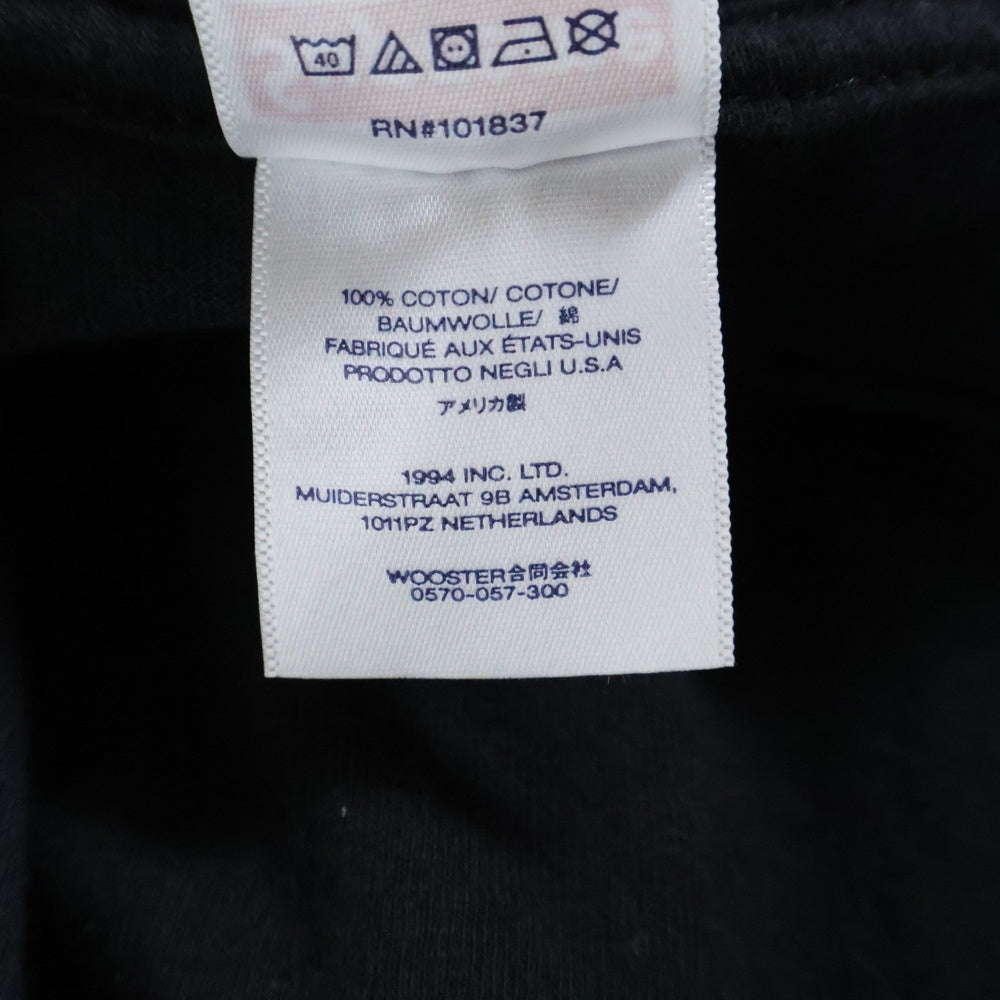 40
RN#101837
100% COTON/ COTONE/
BAUMWOLLE/ 綿
FABRIQUÉ AUX ÉTATS-UNIS
PRODOTTO NEGLI U.S.A
アメリカ製
1994 INC. LTD.
MUIDERSTRAAT 9B AMSTERDAM,
1011PZ NETHERLANDS
WOOSTER合同会社
0570-057-300